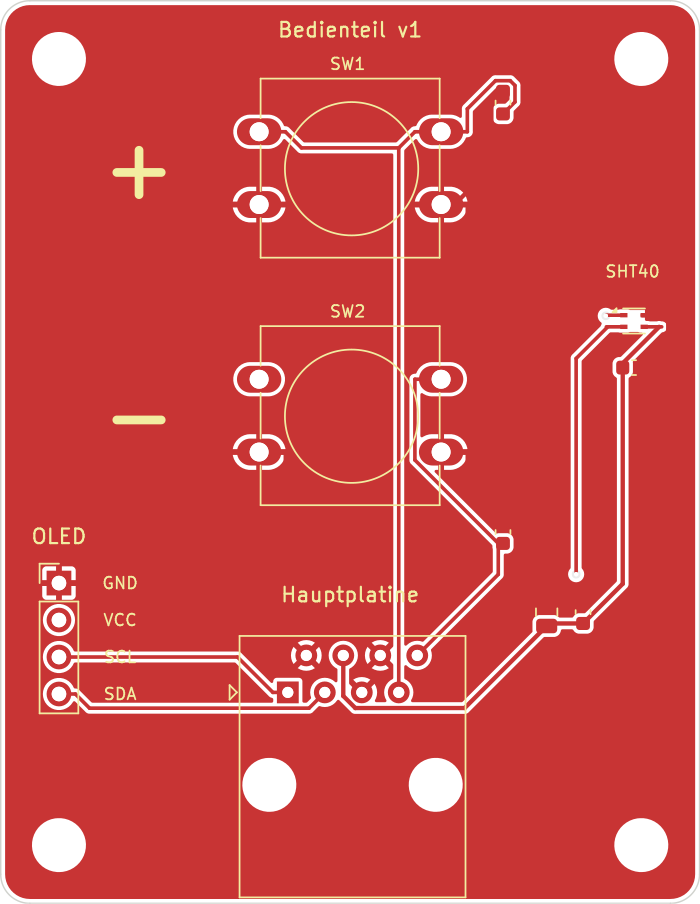 Bedienteil v1
SW1
+
SHT40
SW2
−
OLED
GND
Hauptplatine
VCC
SCL
SDA